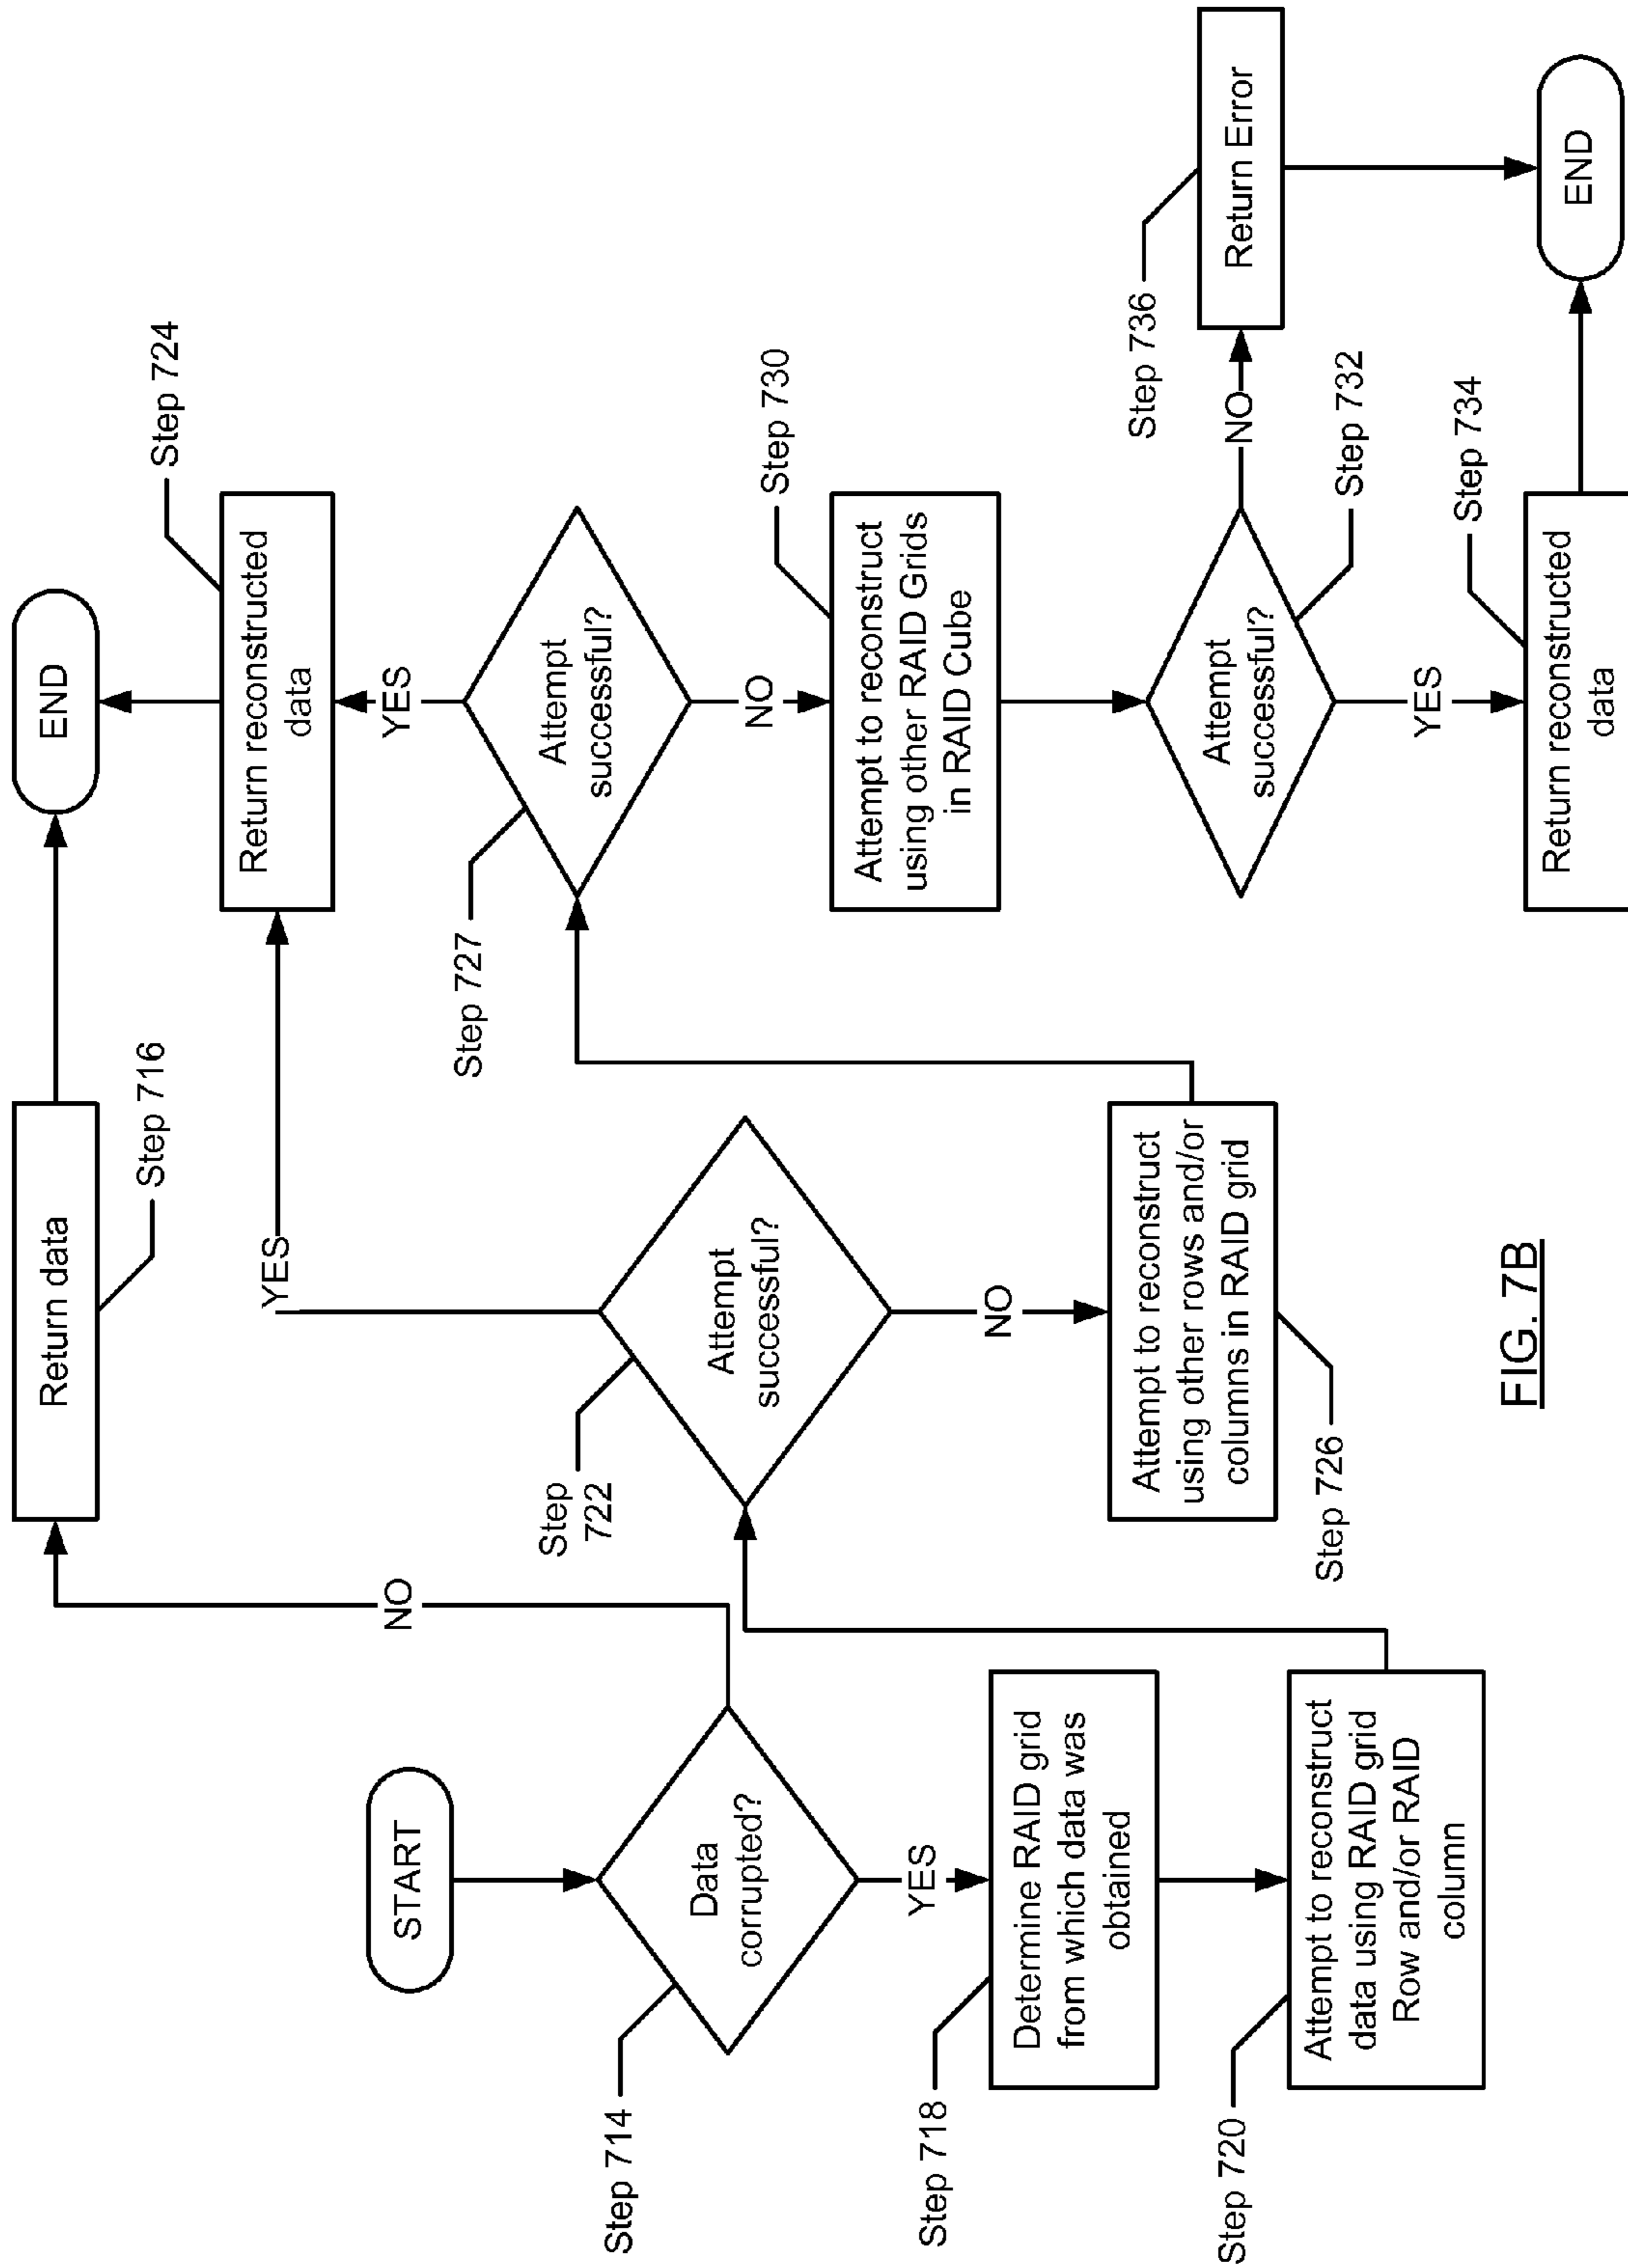 START
Data
corrupted?
Step 714
NO
Return data
Step 716
END
YES
Determine RAID grid
from which data was
obtained
Step 718
Attempt to reconstruct
data using RAID grid
Row and/or RAID
column
Step 720
Attempt
successful?
Step
722
YES
Return reconstructed
data
Step 724
NO
Attempt to reconstruct
using other rows and/or
columns in RAID grid
Step 726
Attempt
successful?
Step 727
YES
NO
Attempt to reconstruct
using other RAID Grids
in RAID Cube
Step 730
Attempt
successful?
Step 732
NO
Return Error
Step 736
YES
Return reconstructed
data
Step 734
END
FIG. 7B